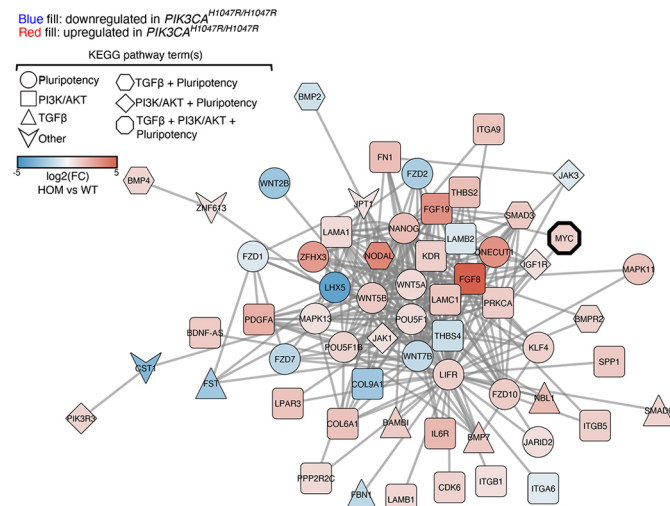 Blue fill: downregulated in PIK3CA^H1047R/H1047R
Red fill: upregulated in PIK3CA^H1047R/H1047R
KEGG pathway term(s)
Pluripotency
TGFβ + Pluripotency
PI3K/AKT
PI3K/AKT + Pluripotency
TGFβ
TGFβ + PI3K/AKT +
Pluripotency
Other
-5 5
log2(FC)
HOM vs WT
BMP2
ITGA9
FN1
FZD2
JAK3
BMP4
WNT2B
THBS2
ZNF613
JPT1
FGF19
SMAD3
LAMA1
NANOG
LAMB2
MYC
FZD1
ZFHX3
NODAL
KDR
ONECUT1
IGF1R
MAPK11
LHX5
WNT5A
FGF8
WNT5B
LAMC1
PRKCA
PDGFA
MAPK13
POU5F1
BMPR2
BDNF-AS
POU5F1B
JAK1
THBS4
KLF4
FZD7
WNT7B
SPP1
CST1
FST
COL9A1
LIFR
FZD10
NBL1
LPAR3
PIK3R3
COL6A1
BAMBI
IL6R
BMP7
JARID2
ITGB5
PPP2R2C
FBN1
LAMB1
CDK6
ITGB1
ITGA6